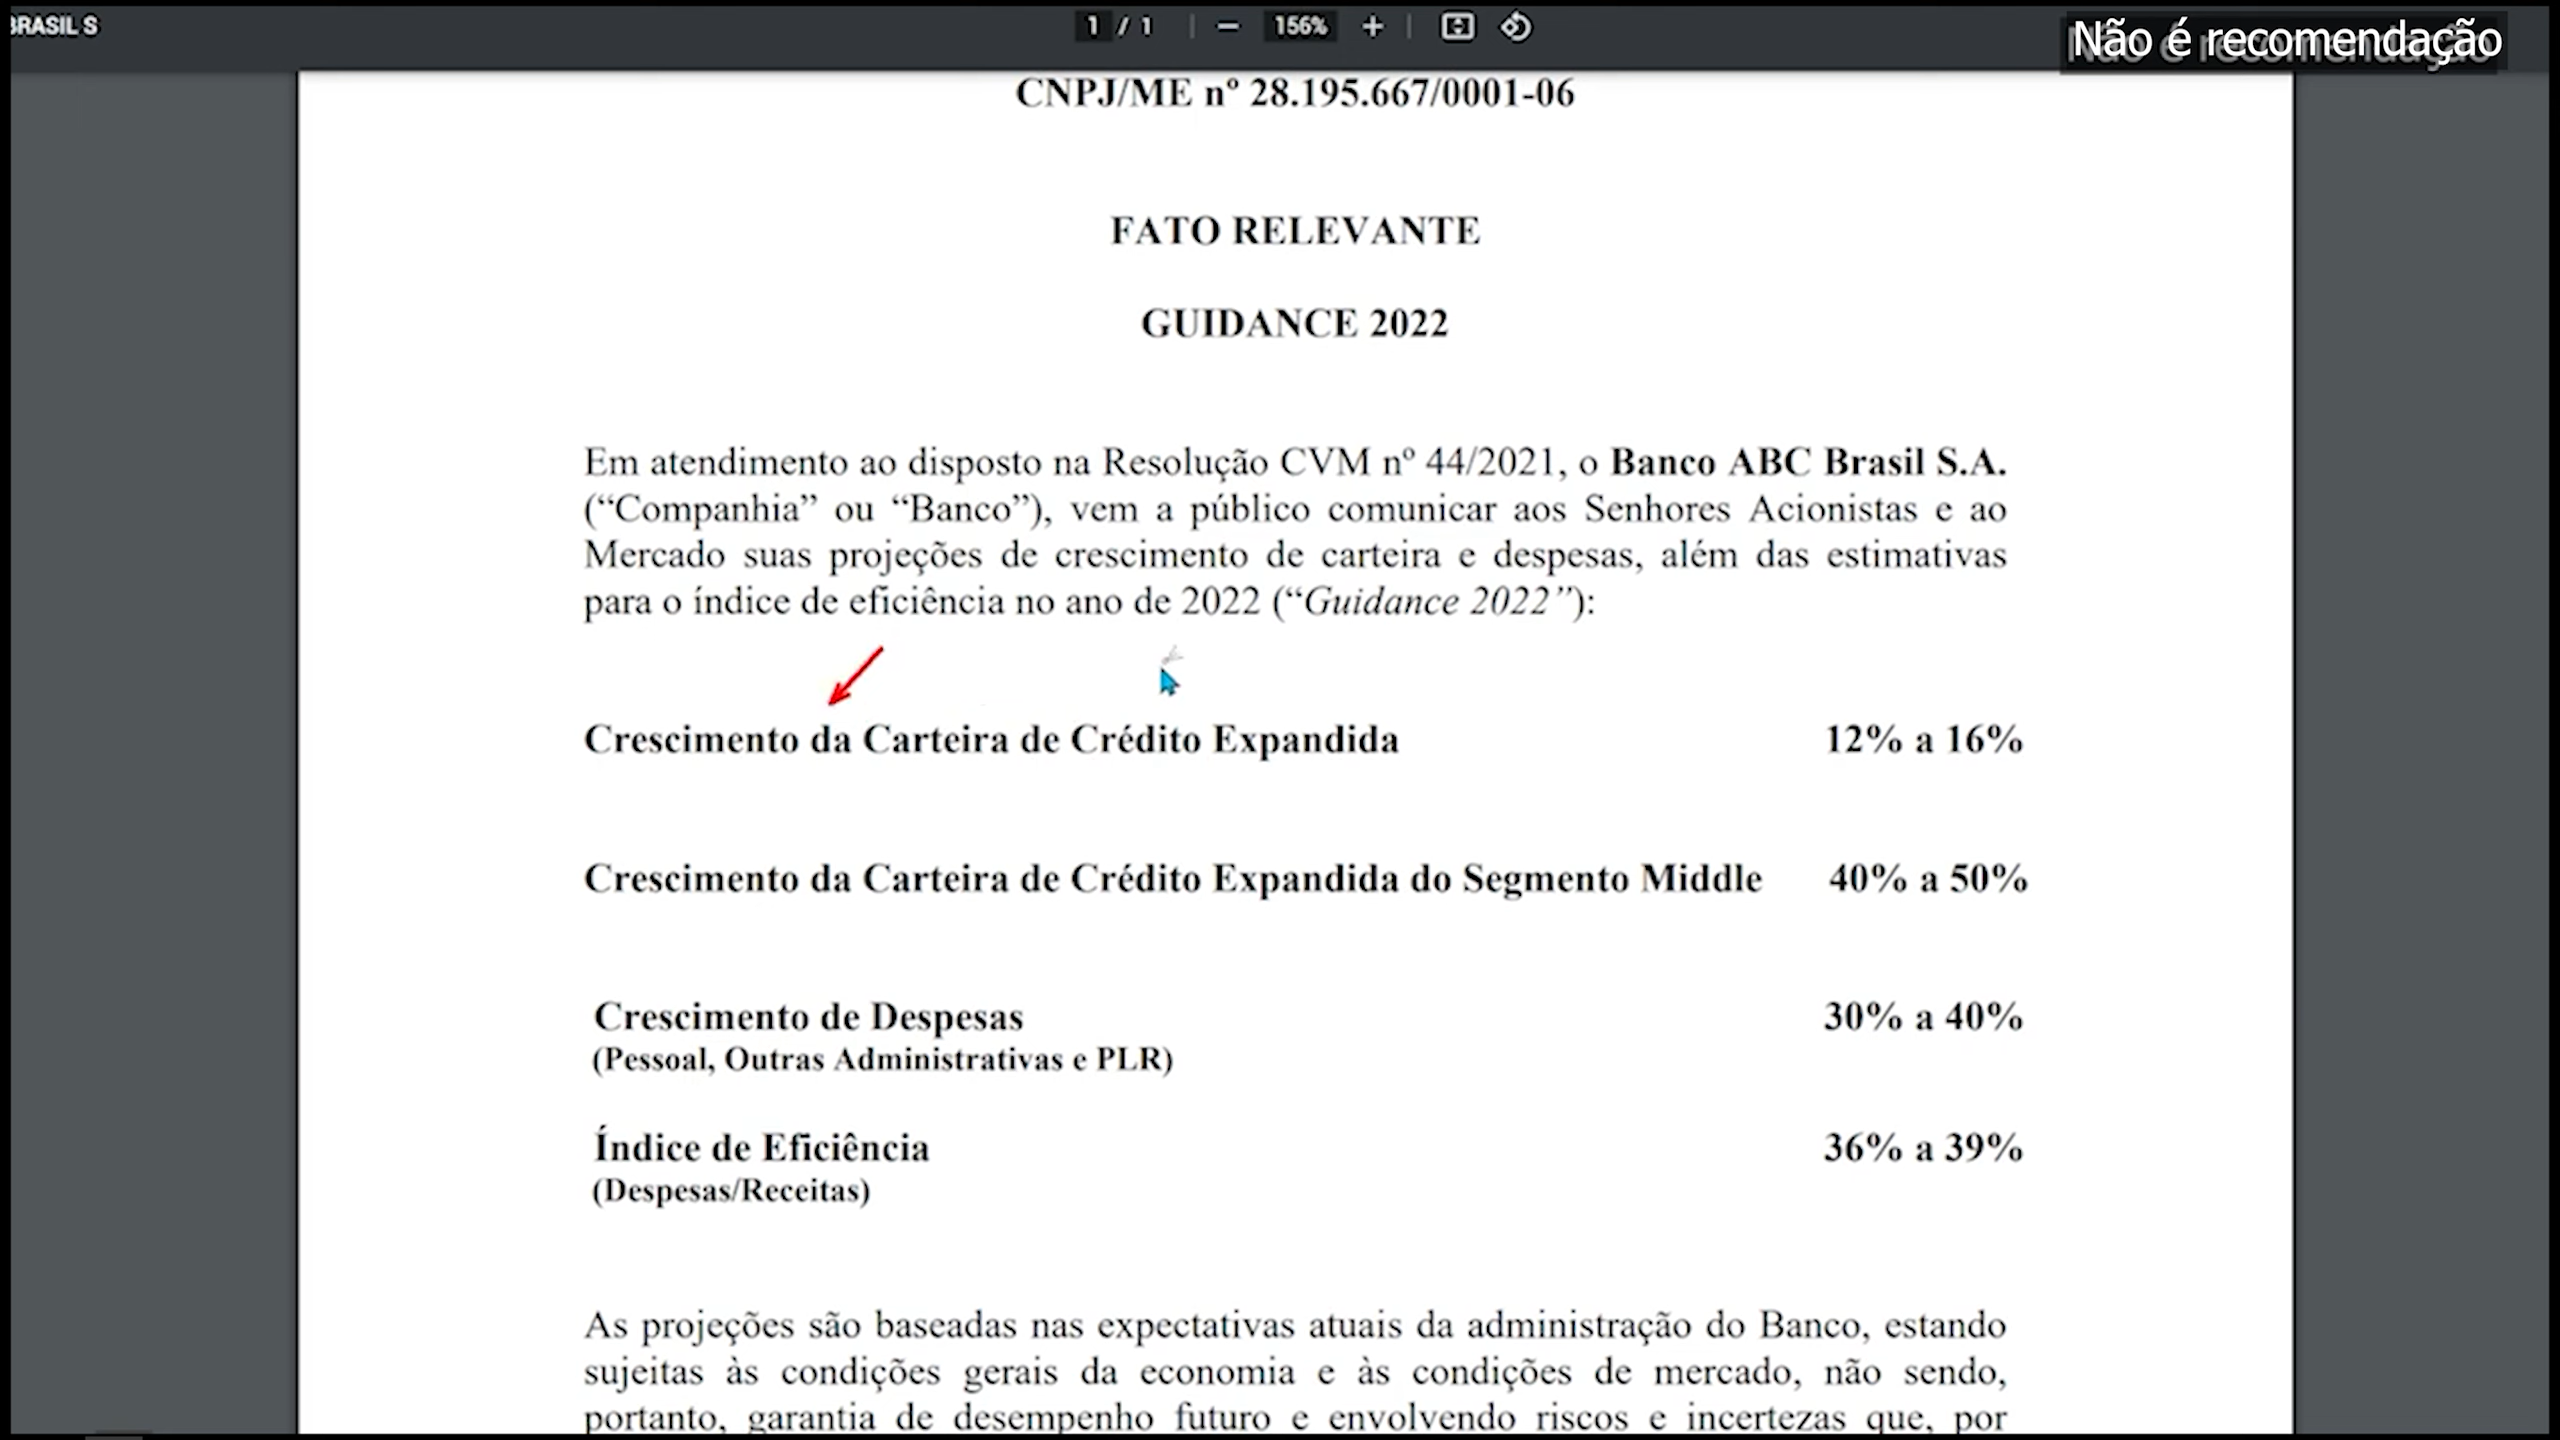 BRASIL S
1 / 1
156%
Não é recomendação
CNPJ/ME nº 28.195.667/0001-06
FATO RELEVANTE
GUIDANCE 2022
Em atendimento ao disposto na Resolução CVM nº 44/2021, o Banco ABC Brasil S.A.
(“Companhia” ou “Banco”), vem a público comunicar aos Senhores Acionistas e ao
Mercado suas projeções de crescimento de carteira e despesas, além das estimativas
para o índice de eficiência no ano de 2022 (“Guidance 2022”):
Crescimento da Carteira de Crédito Expandida 12% a 16%
Crescimento da Carteira de Crédito Expandida do Segmento Middle 40% a 50%
Crescimento de Despesas 30% a 40%
(Pessoal, Outras Administrativas e PLR)
Índice de Eficiência 36% a 39%
(Despesas/Receitas)
As projeções são baseadas nas expectativas atuais da administração do Banco, estando
sujeitas às condições gerais da economia e às condições de mercado, não sendo,
portanto, garantia de desempenho futuro e envolvendo riscos e incertezas que, por